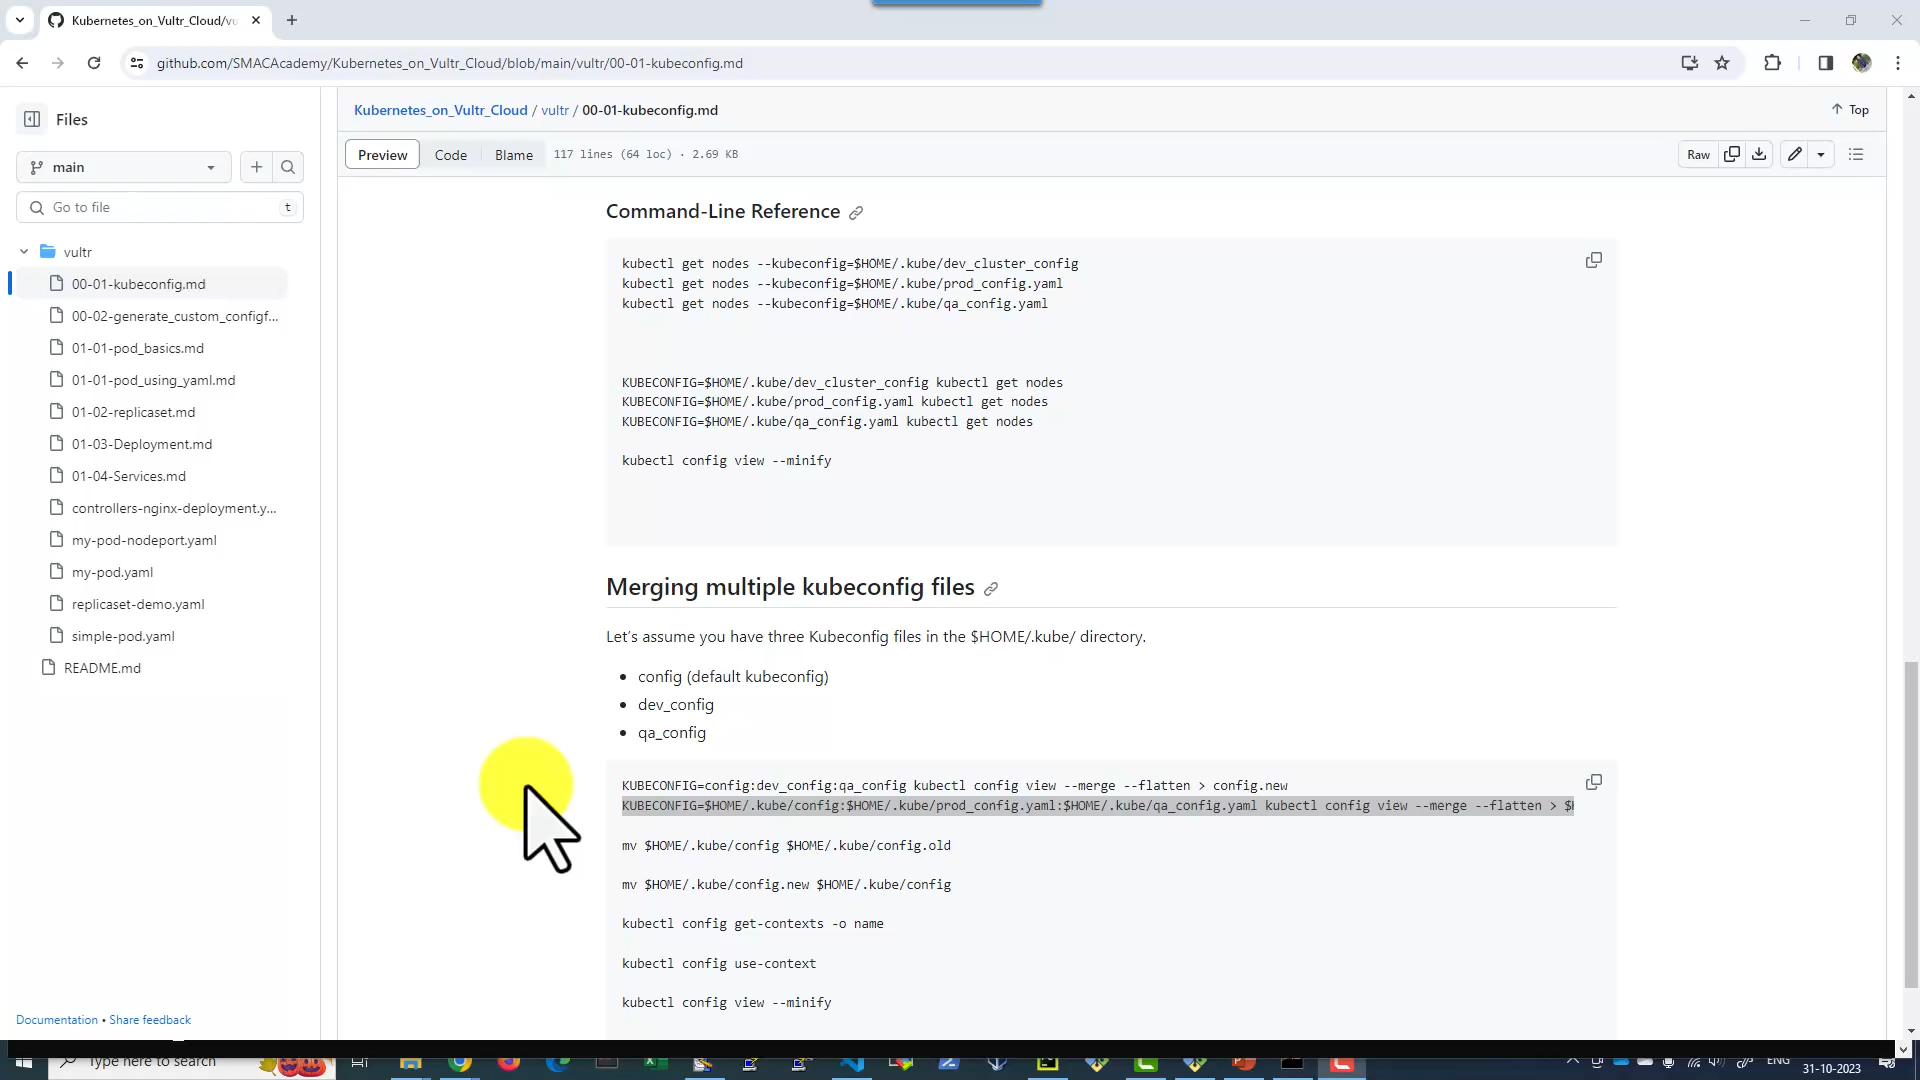 Kubernetes_on_Vultr_Cloud/vu
github.com/SMACAcademy/Kubernetes_on_Vultr_Cloud/blob/main/vultr/00-01-kubeconfig.md
Files
main
Go to file
t
vultr
00-01-kubeconfig.md
00-02-generate_custom_configf...
01-01-pod_basics.md
01-01-pod_using_yaml.md
01-02-replicaset.md
01-03-Deployment.md
01-04-Services.md
controllers-nginx-deployment.y...
my-pod-nodeport.yaml
my-pod.yaml
replicaset-demo.yaml
simple-pod.yaml
README.md
Documentation • Share feedback
Kubernetes_on_Vultr_Cloud / vultr / 00-01-kubeconfig.md
Top
Preview Code Blame 117 lines (64 loc) · 2.69 KB
Raw
Command-Line Reference
kubectl get nodes --kubeconfig=$HOME/.kube/dev_cluster_config
kubectl get nodes --kubeconfig=$HOME/.kube/prod_config.yaml
kubectl get nodes --kubeconfig=$HOME/.kube/qa_config.yaml
KUBECONFIG=$HOME/.kube/dev_cluster_config kubectl get nodes
KUBECONFIG=$HOME/.kube/prod_config.yaml kubectl get nodes
KUBECONFIG=$HOME/.kube/qa_config.yaml kubectl get nodes
kubectl config view --minify
Merging multiple kubeconfig files
Let's assume you have three Kubeconfig files in the $HOME/.kube/ directory.
• config (default kubeconfig)
• dev_config
• qa_config
KUBECONFIG=config:dev_config:qa_config kubectl config view --merge --flatten > config.new
KUBECONFIG=$HOME/.kube/config:$HOME/.kube/prod_config.yaml:$HOME/.kube/qa_config.yaml kubectl config view --merge --flatten > $
mv $HOME/.kube/config $HOME/.kube/config.old
mv $HOME/.kube/config.new $HOME/.kube/config
kubectl config get-contexts -o name
kubectl config use-context
kubectl config view --minify
Type here to search
ENG
31-10-2023